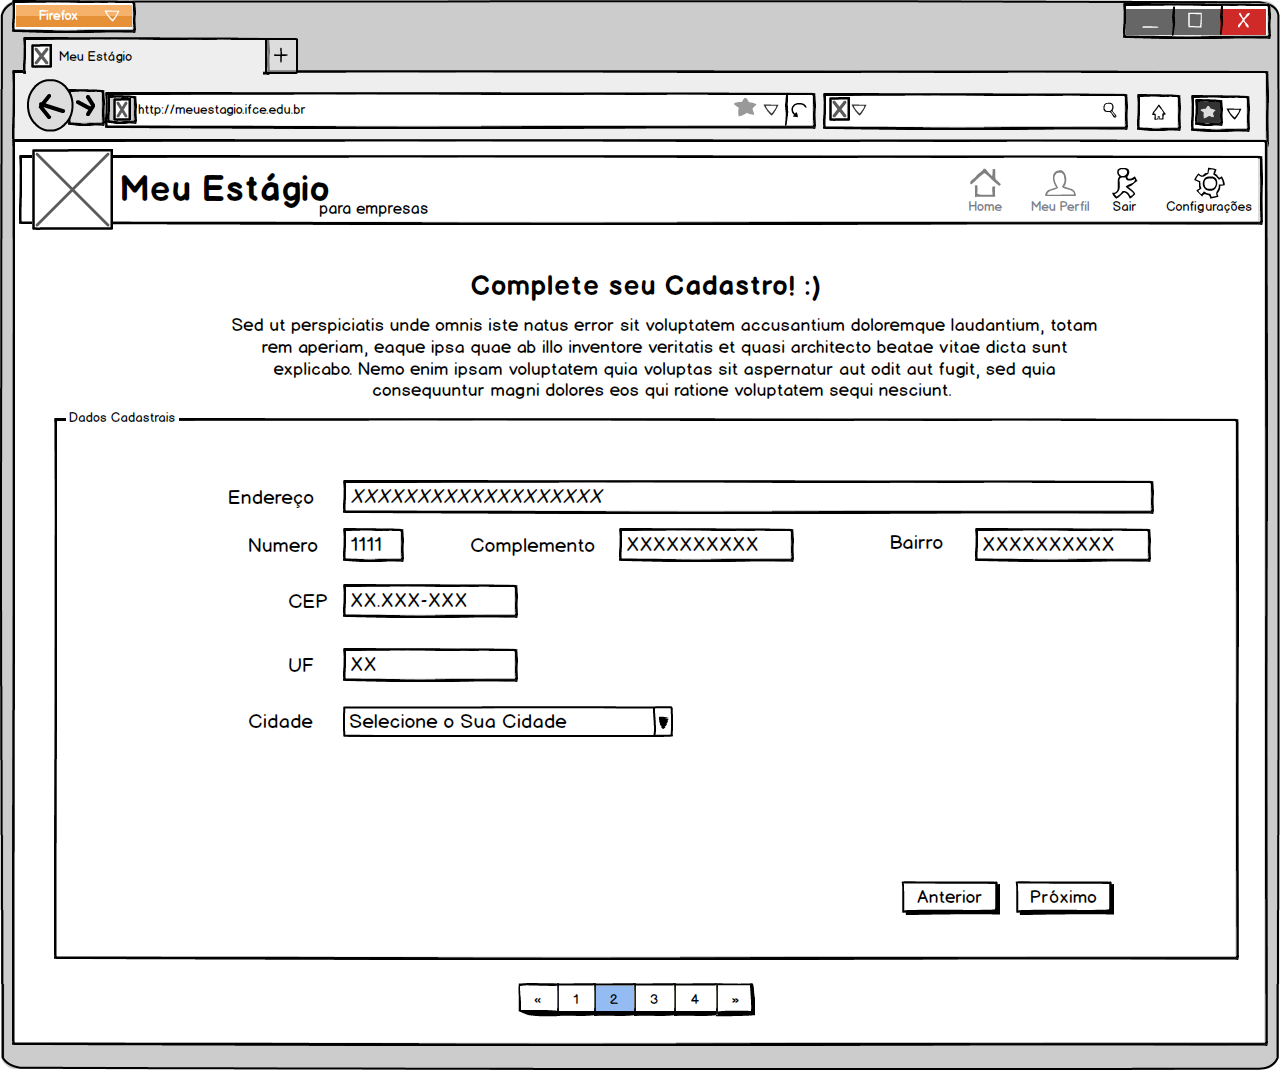 Firefox
Meu Estágio
http://meuestagio.ifce.edu.br
Meu Estágio
para empresas
Home Meu Perfil Sair Configurações
Complete seu Cadastro! :)
Sed ut perspiciatis unde omnis iste natus error sit voluptatem accusantium doloremque laudantium, totam
rem aperiam, eaque ipsa quae ab illo inventore veritatis et quasi architecto beatae vitae dicta sunt
explicabo. Nemo enim ipsam voluptatem quia voluptas sit aspernatur aut odit aut fugit, sed quia
consequuntur magni dolores eos qui ratione voluptatem sequi nesciunt.
Dados Cadastrais
Endereço XXXXXXXXXXXXXXXXXXX
Numero 1111 Complemento XXXXXXXXXX Bairro XXXXXXXXXX
CEP XX.XXX-XXX
UF XX
Cidade Selecione o Sua Cidade
Anterior Próximo
« 1 2 3 4 »